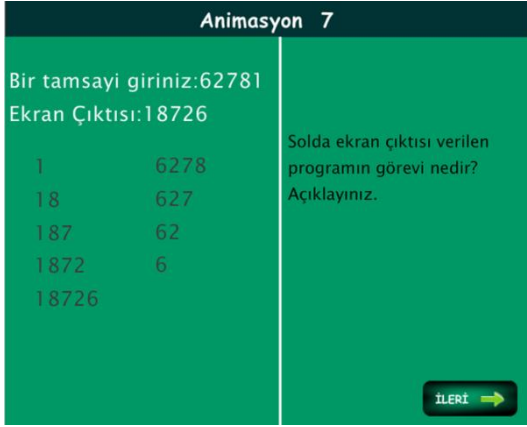 Animasyon 7
Bir tamsayi giriniz:62781
Ekran Çıktısı:18726
1 6278
18 627
187 62
1872 6
18726
Solda ekran çıktısı verilen
programın görevi nedir?
Açıklayınız.
İLERİ